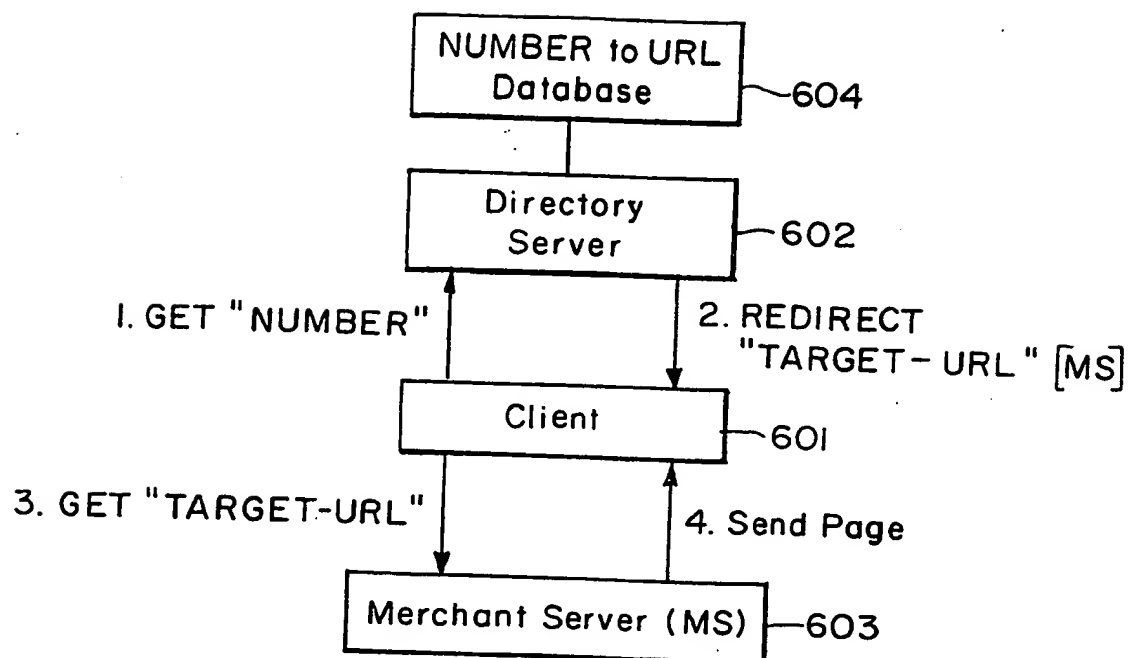 NUMBER to URL
Database
604
Directory
Server
602
1. GET "NUMBER"
2. REDIRECT
"TARGET-URL" [MS]
Client
601
3. GET "TARGET-URL"
4. Send Page
Merchant Server (MS)
603